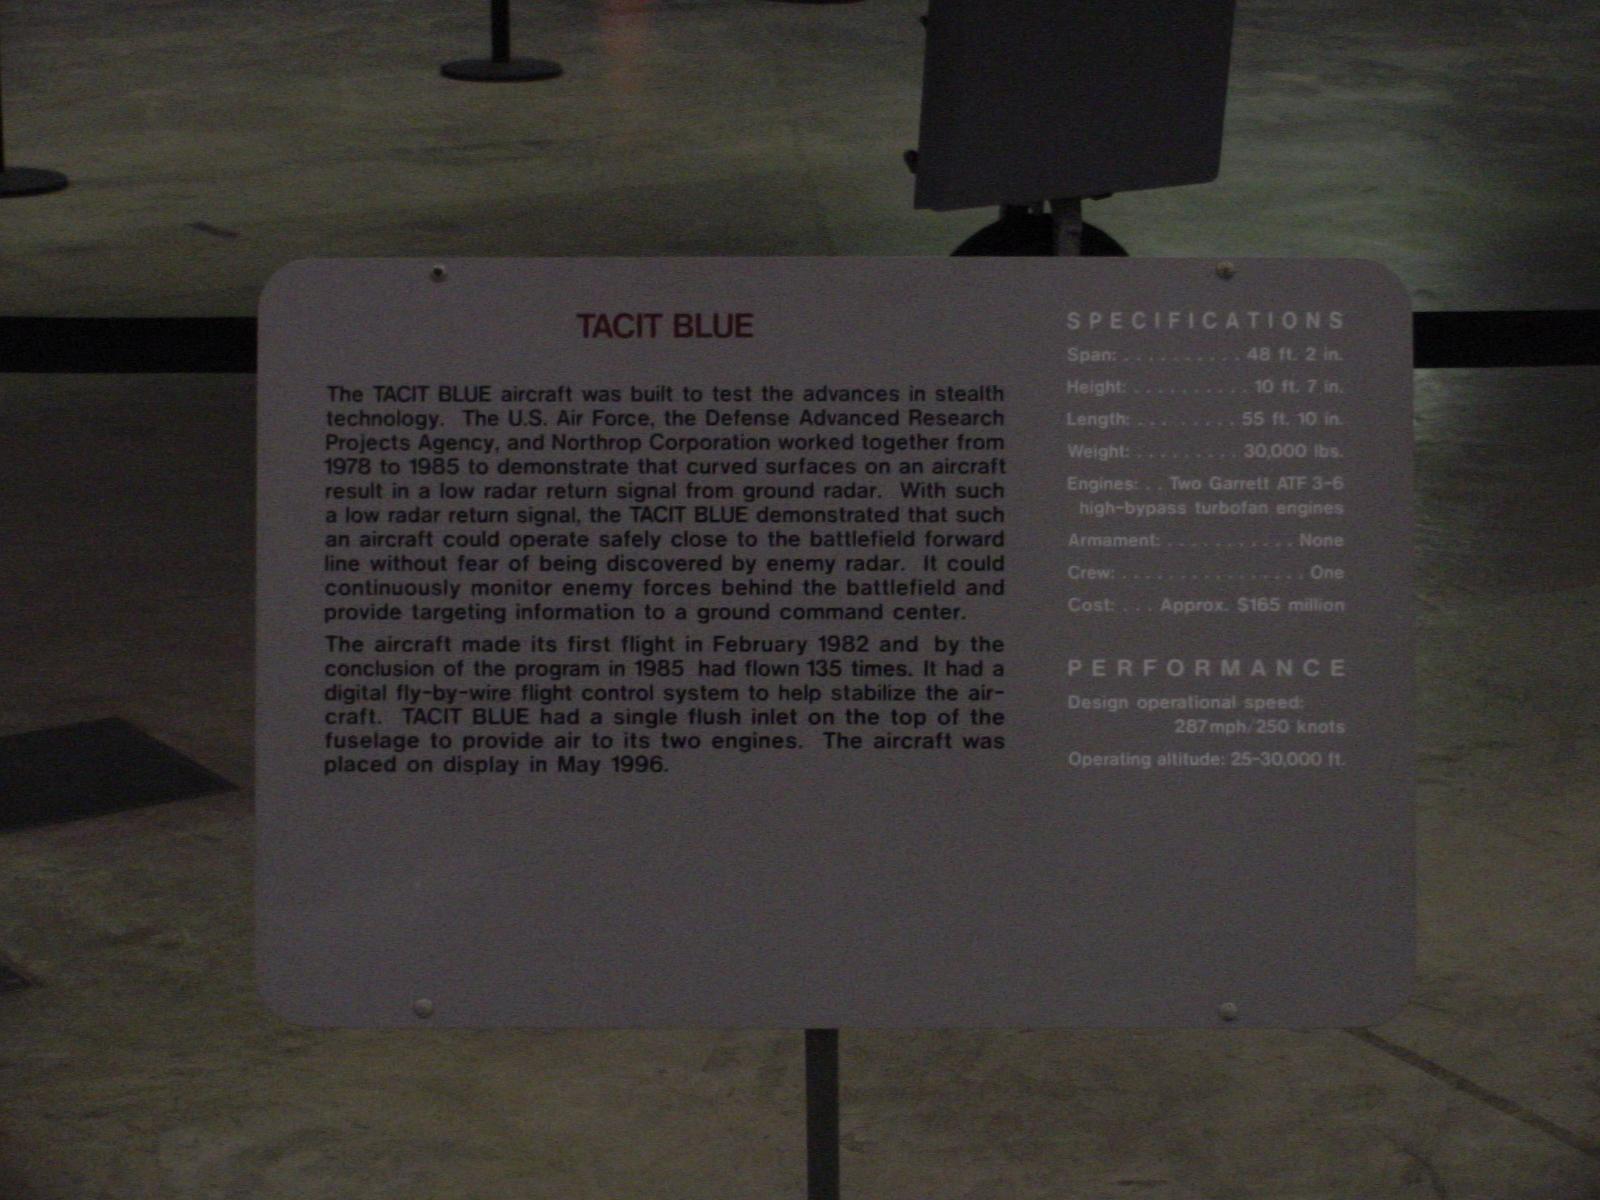 TACIT BLUE
The TACIT BLUE aircraft was built to test the advances in stealth
technology. The U.S. Air Force, the Defense Advanced Research
Projects Agency, and Northrop Corporation worked together from
1978 to 1985 to demonstrate that curved surfaces on an aircraft
result in a low radar return signal from ground radar. With such
a low radar return signal, the TACIT BLUE demonstrated that such
an aircraft could operate safely close to the battlefield forward
line without fear of being discovered by enemy radar. It could
continuously monitor enemy forces behind the battlefield and
provide targeting information to a ground command center.
The aircraft made its first flight in February 1982 and by the
conclusion of the program in 1985 had flown 135 times. It had a
digital fly-by-wire flight control system to help stabilize the air-
craft. TACIT BLUE had a single flush inlet on the top of the
fuselage to provide air to its two engines. The aircraft was
placed on display in May 1996.
SPECIFICATIONS
Span: . . . . . . . . . . 48 ft. 2 in.
Height: . . . . . . . . . . 10 ft. 7 in.
Length: . . . . . . . . . 55 ft. 10 in.
Weight: . . . . . . . . . 30,000 lbs.
Engines: . . Two Garrett ATF 3-6
high-bypass turbofan engines
Armament: . . . . . . . . . . . None
Crew: . . . . . . . . . . . . . . . . One
Cost: . . . Approx. $165 million
PERFORMANCE
Design operational speed:
287mph/250 knots
Operating altitude: 25-30,000 ft.